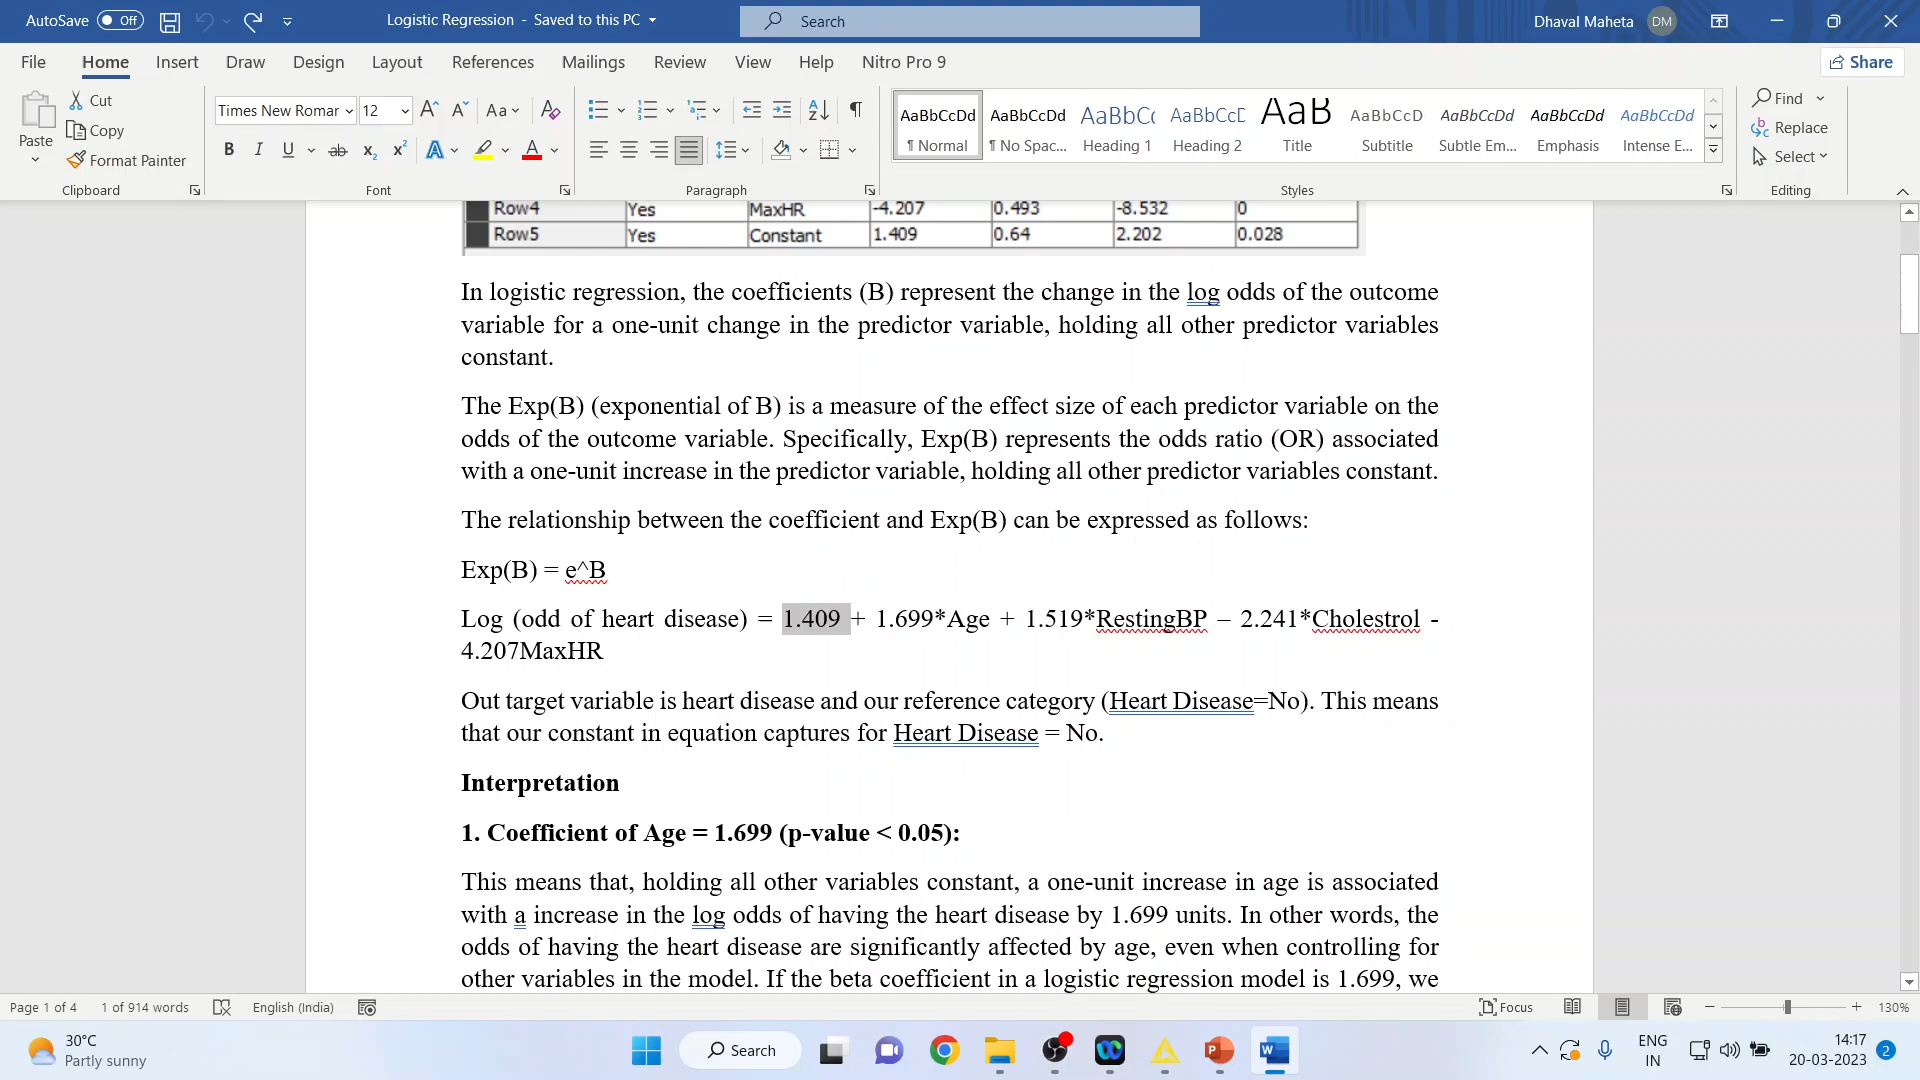 AutoSave Off Logistic Regression - Saved to this PC Search Dhaval Maheta DM
File Home Insert Draw Design Layout References Mailings Review View Help Nitro Pro 9 Share
Paste Cut Copy Format Painter Clipboard
Times New Romar 12 Font
Paragraph
AaBbCcDd AaBbCcDd AaBbCc AaBbCcE AaB AaBbCcD AaBbCcDd AaBbCcDd AaBbCcDd
¶ Normal ¶ No Spac... Heading 1 Heading 2 Title Subtitle Subtle Em... Emphasis Intense E...
Styles
Find Replace Select Editing
Row4 Yes MaxHR -4.207 0.493 -8.532 0
Row5 Yes Constant 1.409 0.64 2.202 0.028
In logistic regression, the coefficients (B) represent the change in the log odds of the outcome
variable for a one-unit change in the predictor variable, holding all other predictor variables
constant.
The Exp(B) (exponential of B) is a measure of the effect size of each predictor variable on the
odds of the outcome variable. Specifically, Exp(B) represents the odds ratio (OR) associated
with a one-unit increase in the predictor variable, holding all other predictor variables constant.
The relationship between the coefficient and Exp(B) can be expressed as follows:
Exp(B) = e^B
Log (odd of heart disease) = 1.409 + 1.699*Age + 1.519*RestingBP – 2.241*Cholestrol -
4.207MaxHR
Out target variable is heart disease and our reference category (Heart Disease=No). This means
that our constant in equation captures for Heart Disease = No.
Interpretation
1. Coefficient of Age = 1.699 (p-value < 0.05):
This means that, holding all other variables constant, a one-unit increase in age is associated
with a increase in the log odds of having the heart disease by 1.699 units. In other words, the
odds of having the heart disease are significantly affected by age, even when controlling for
other variables in the model. If the beta coefficient in a logistic regression model is 1.699, we
Page 1 of 4 1 of 914 words English (India) Focus 130%
30°C
Partly sunny
Search
ENG
IN
14:17
20-03-2023
2